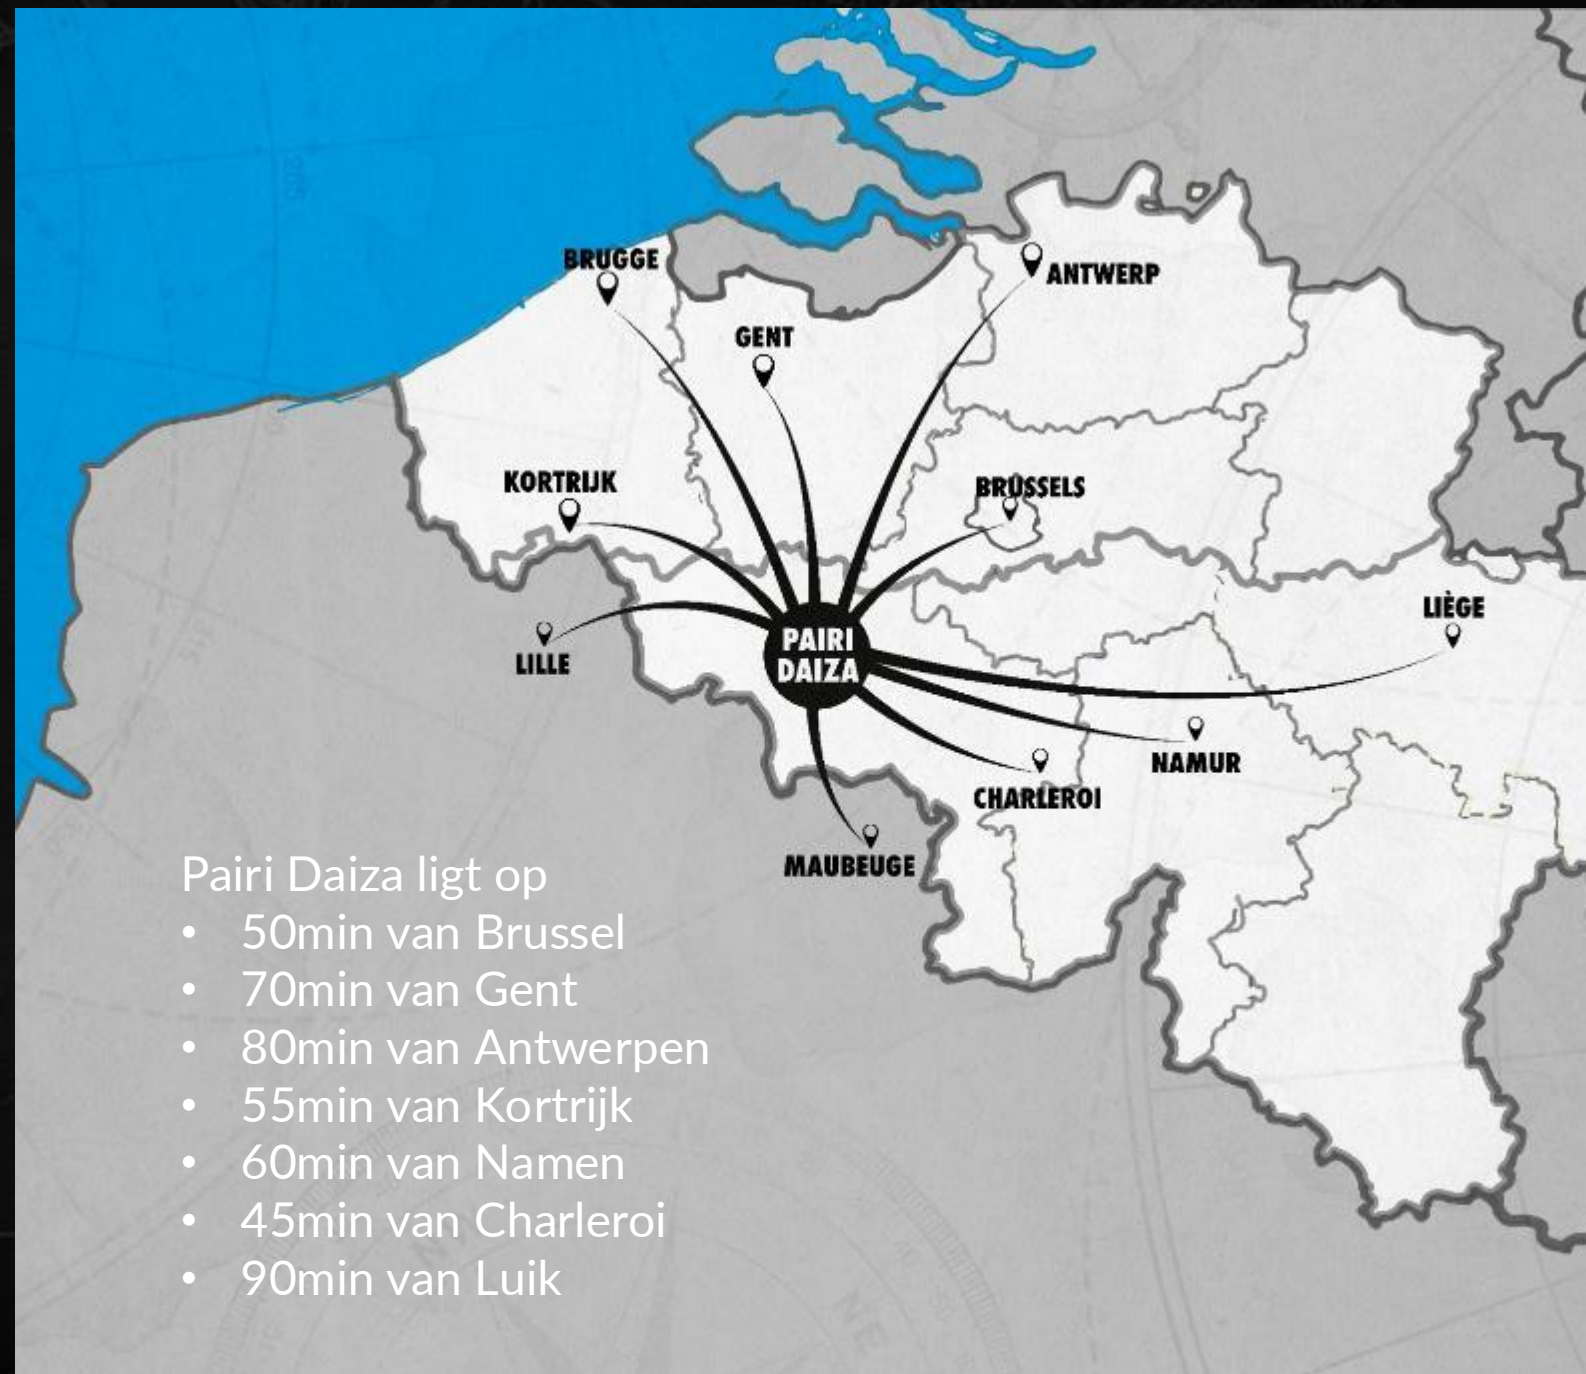 BRUGGE
ANTWERP
GENT
KORTRIJK
BRUSSELS
LIÈGE
PAIRI
DAIZA
LILLE
NAMUR
CHARLEROI
MAUBEUGE
Pairi Daiza ligt op
• 50min van Brussel
• 70min van Gent
• 80min van Antwerpen
• 55min van Kortrijk
• 60min van Namen
• 45min van Charleroi
• 90min van Luik
NE